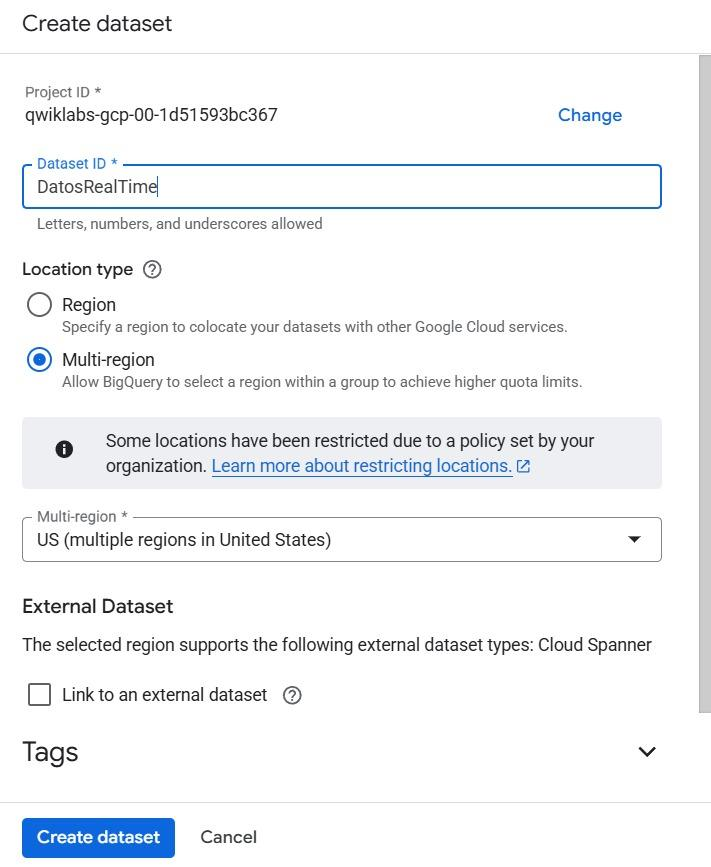 Create dataset
Project ID *
qwiklabs-gcp-00-1d51593bc367
Change
Dataset ID *
DatosRealTime
Letters, numbers, and underscores allowed
Location type
Region
Specify a region to colocate your datasets with other Google Cloud services.
Multi-region
Allow BigQuery to select a region within a group to achieve higher quota limits.
Some locations have been restricted due to a policy set by your
organization. Learn more about restricting locations.
Multi-region *
US (multiple regions in United States)
External Dataset
The selected region supports the following external dataset types: Cloud Spanner
Link to an external dataset
Tags
Create dataset
Cancel